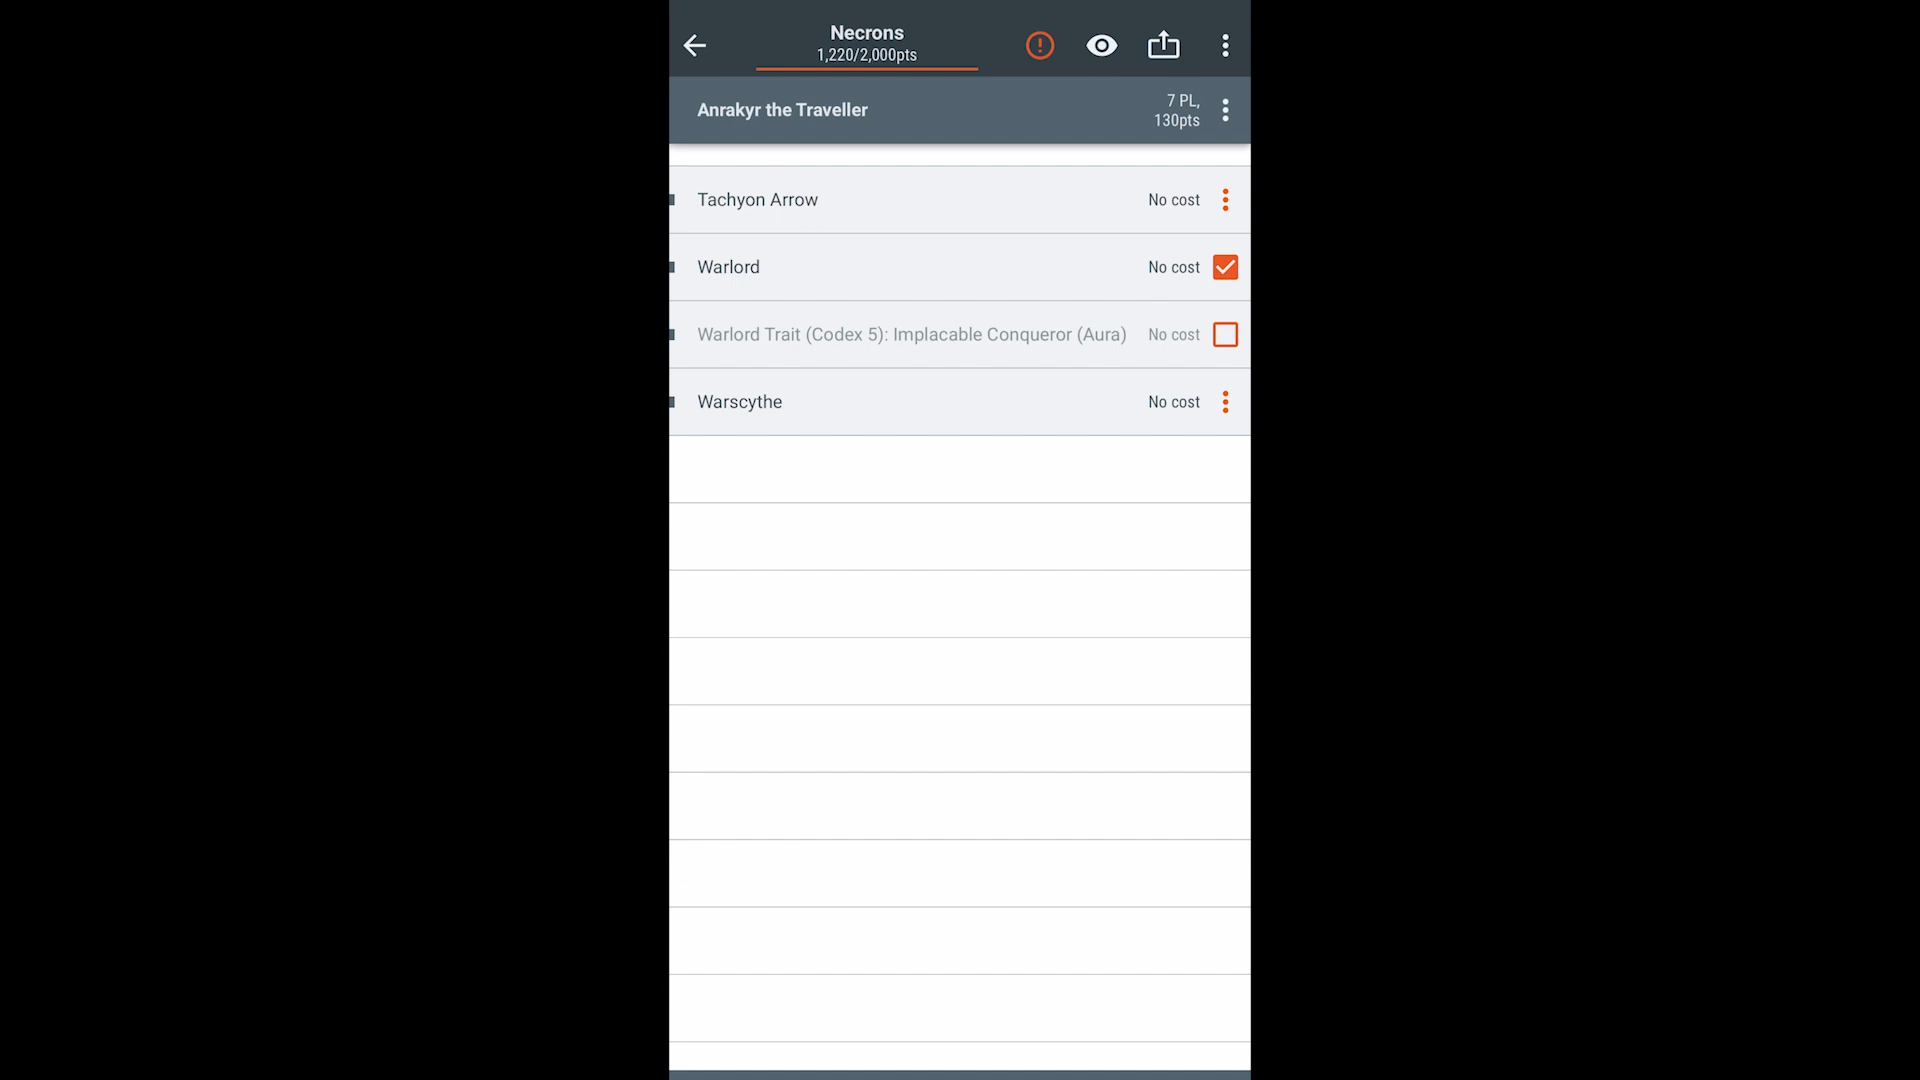 Necrons
1,220/2,000pts
Anrakyr the Traveller
7 PL,
130pts
Tachyon Arrow No cost
Warlord No cost
Warlord Trait (Codex 5): Implacable Conqueror (Aura) No cost
Warscythe No cost